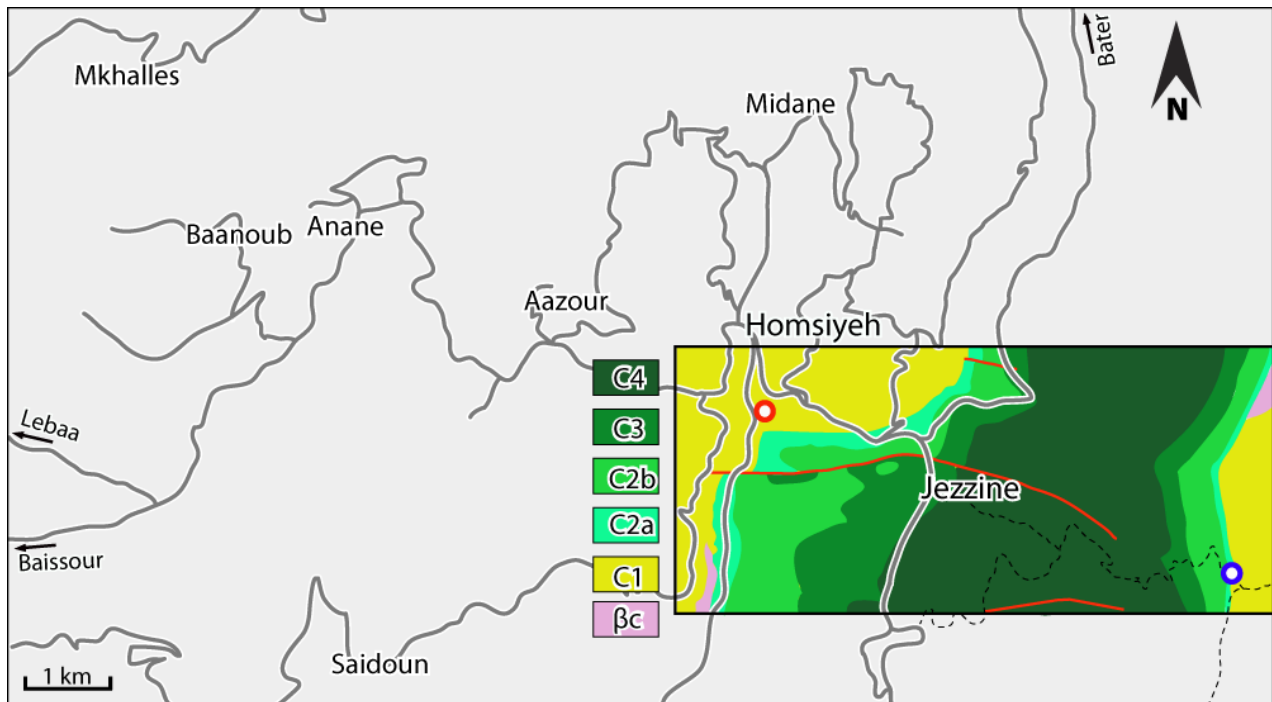 Bater
Mkhalles
Midane
N
Baanoub
Anane
Aazour
Homsiyeh
C4
C3
Lebaa
C2b
Jezzine
C2a
Baissour
C1
βc
Saidoun
1 km